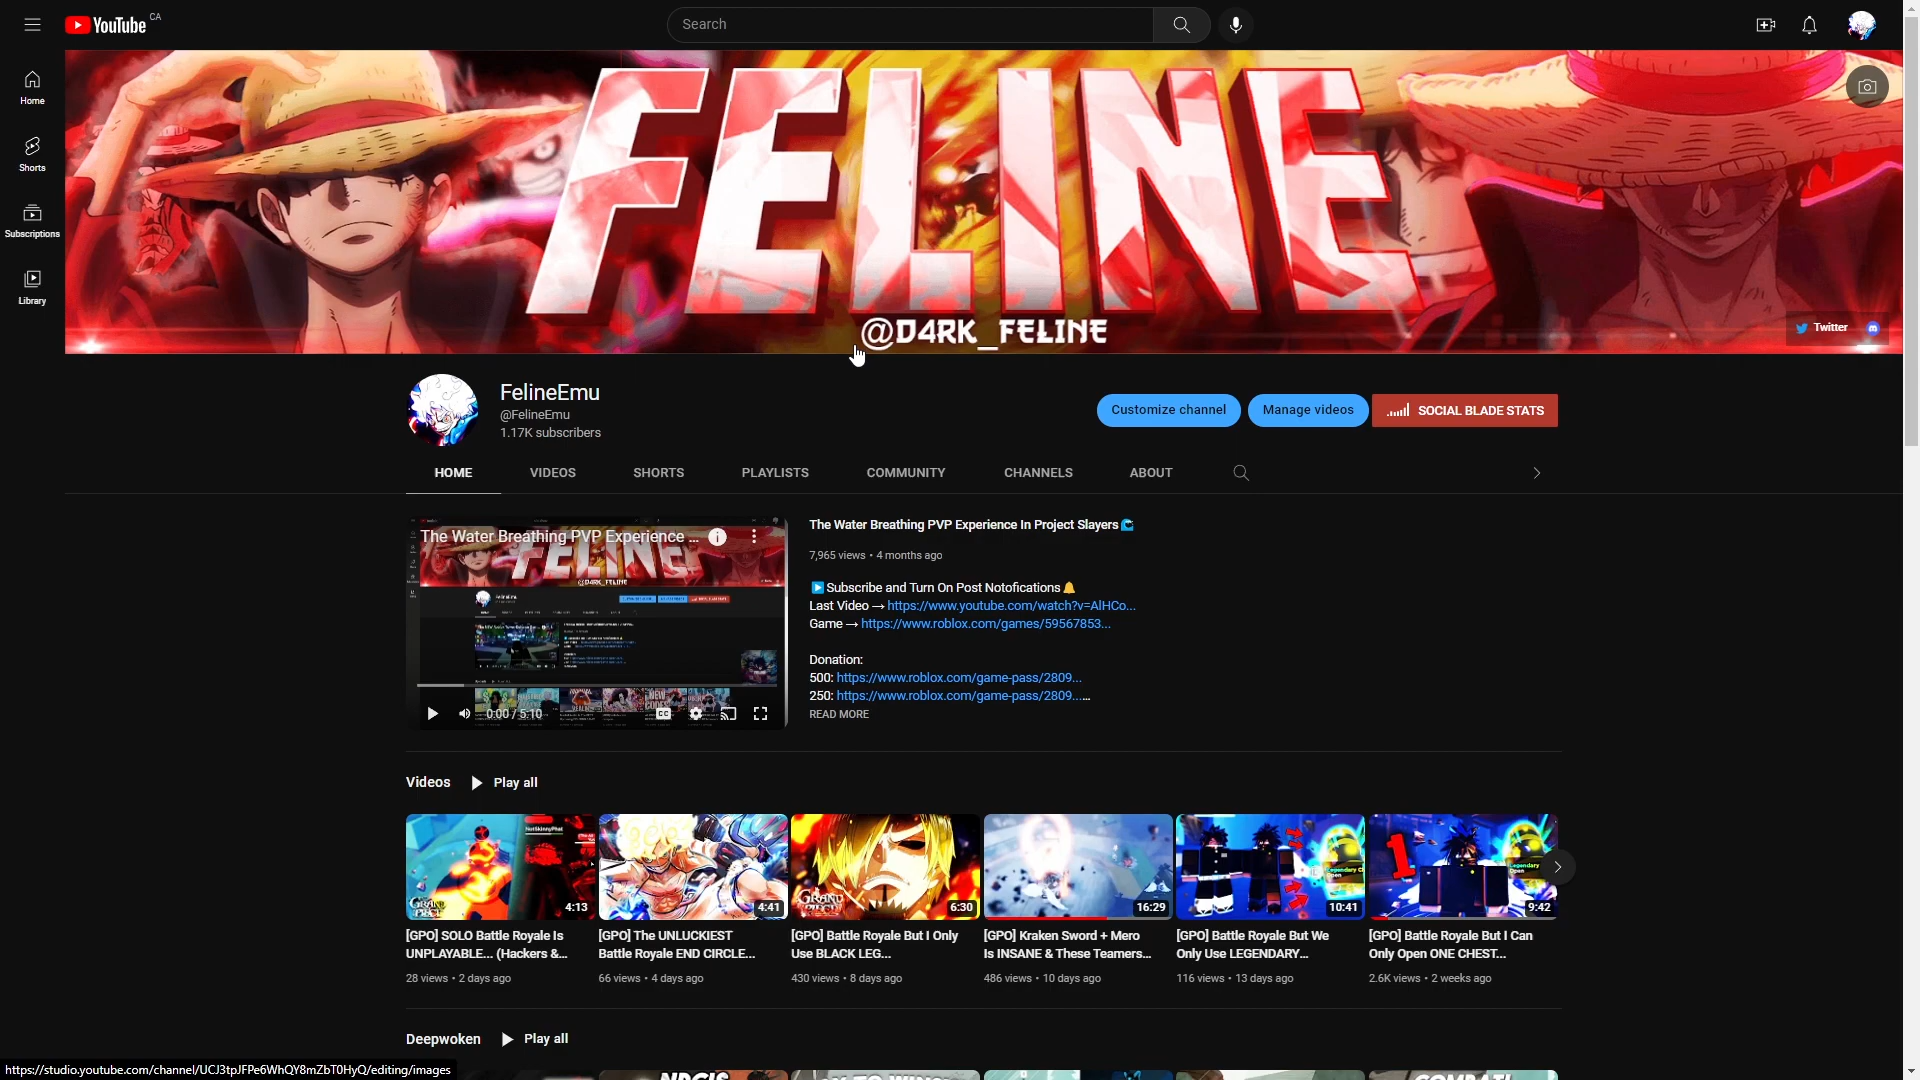 YouTube CA
Search
Home
Shorts
Subscriptions
Library
FELINE
@D4RK_FELINE
Twitter
FelineEmu
@FelineEmu
1.17K subscribers
Customize channel
Manage videos
SOCIAL BLADE STATS
HOME
VIDEOS
SHORTS
PLAYLISTS
COMMUNITY
CHANNELS
ABOUT
The Water Breathing PVP Experience ...
FELINE
@D4RK_FELINE
0:00 / 5:10
CC
The Water Breathing PVP Experience In Project Slayers🌊
7,965 views • 4 months ago
▶️Subscribe and Turn On Post Notofications🔔
Last Video → https://www.youtube.com/watch?v=AlHCo...
Game → https://www.roblox.com/games/59567853...
Donation:
500: https://www.roblox.com/game-pass/2809...
250: https://www.roblox.com/game-pass/2809......
READ MORE
Videos
Play all
4:13
4:41
6:30
16:29
10:41
9:42
[GPO] SOLO Battle Royale Is
UNPLAYABLE... (Hackers &...
28 views • 2 days ago
[GPO] The UNLUCKIEST
Battle Royale END CIRCLE...
66 views • 4 days ago
[GPO] Battle Royale But I Only
Use BLACK LEG...
430 views • 8 days ago
[GPO] Kraken Sword + Mero
Is INSANE & These Teamers...
486 views • 10 days ago
[GPO] Battle Royale But We
Only Use LEGENDARY...
116 views • 13 days ago
[GPO] Battle Royale But I Can
Only Open ONE CHEST...
2.6K views • 2 weeks ago
Deepwoken
Play all
https://studio.youtube.com/channel/UCJ3tpJFPe6WhQY8mZbT0HyQ/editing/images